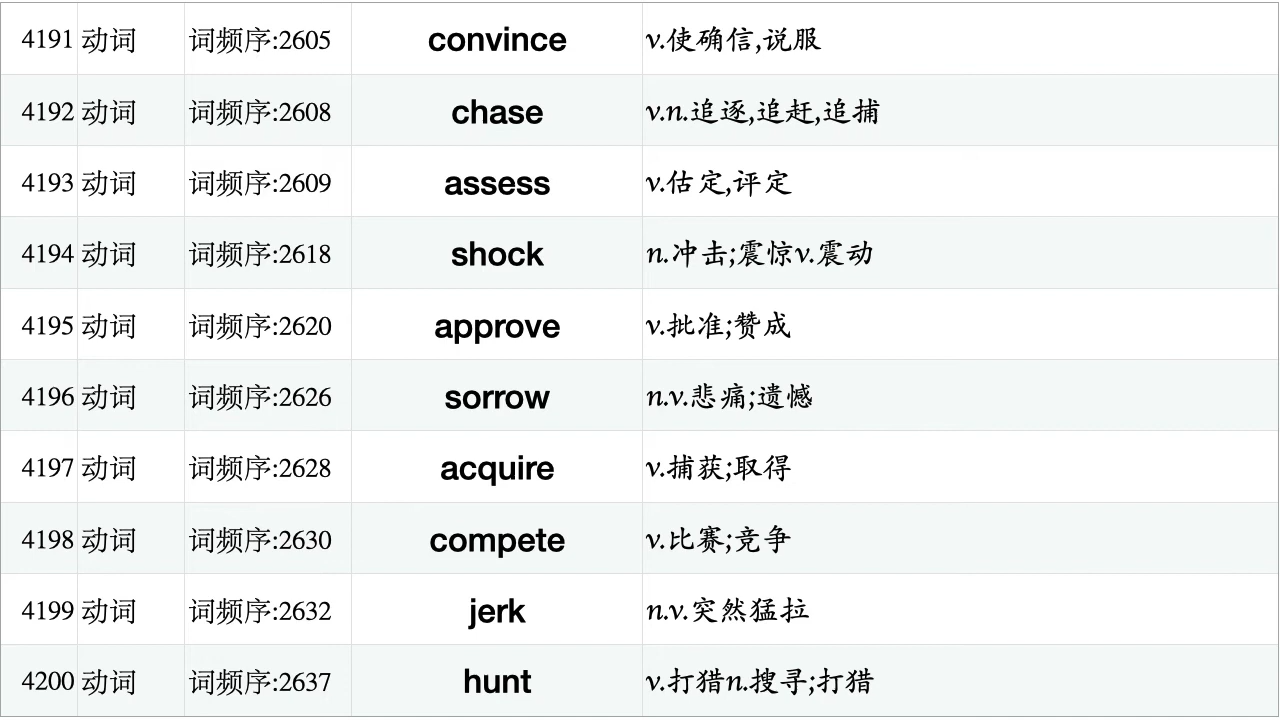 4191 动词 词频序:2605 convince v.使确信,说服
4192 动词 词频序:2608 chase v.n.追逐,追赶,追捕
4193 动词 词频序:2609 assess v.估定,评定
4194 动词 词频序:2618 shock n.冲击;震惊v.震动
4195 动词 词频序:2620 approve v.批准;赞成
4196 动词 词频序:2626 sorrow n.v.悲痛;遗憾
4197 动词 词频序:2628 acquire v.捕获;取得
4198 动词 词频序:2630 compete v.比赛;竞争
4199 动词 词频序:2632 jerk n.v.突然猛拉
4200 动词 词频序:2637 hunt v.打猎n.搜寻;打猎